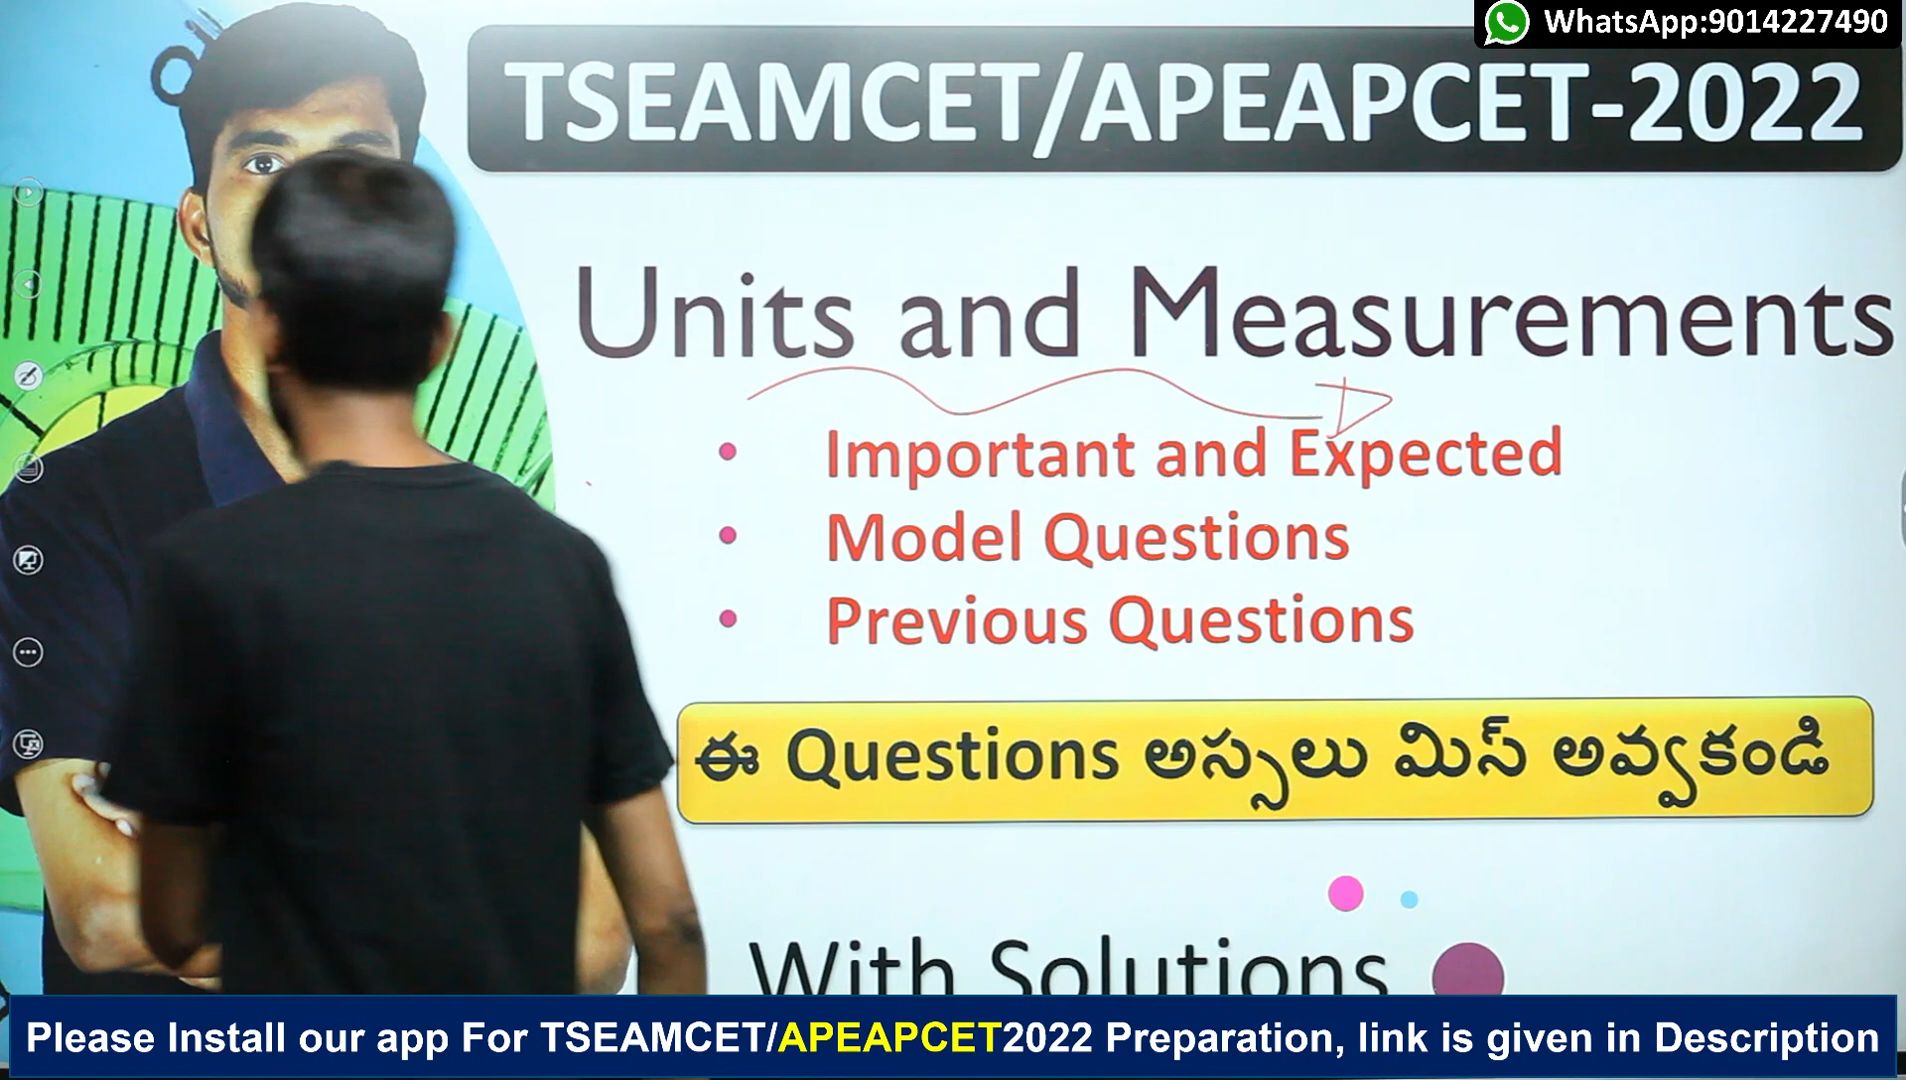 WhatsApp:9014227490
TSEAMCET/APEAPCET-2022
Units and Measurements
• Important and Expected
• Model Questions
• Previous Questions
ఈ Questions అస్సలు మిస్ అవ్వకండి
With Solutions
Please Install our app For TSEAMCET/APEAPCET2022 Preparation, link is given in Description